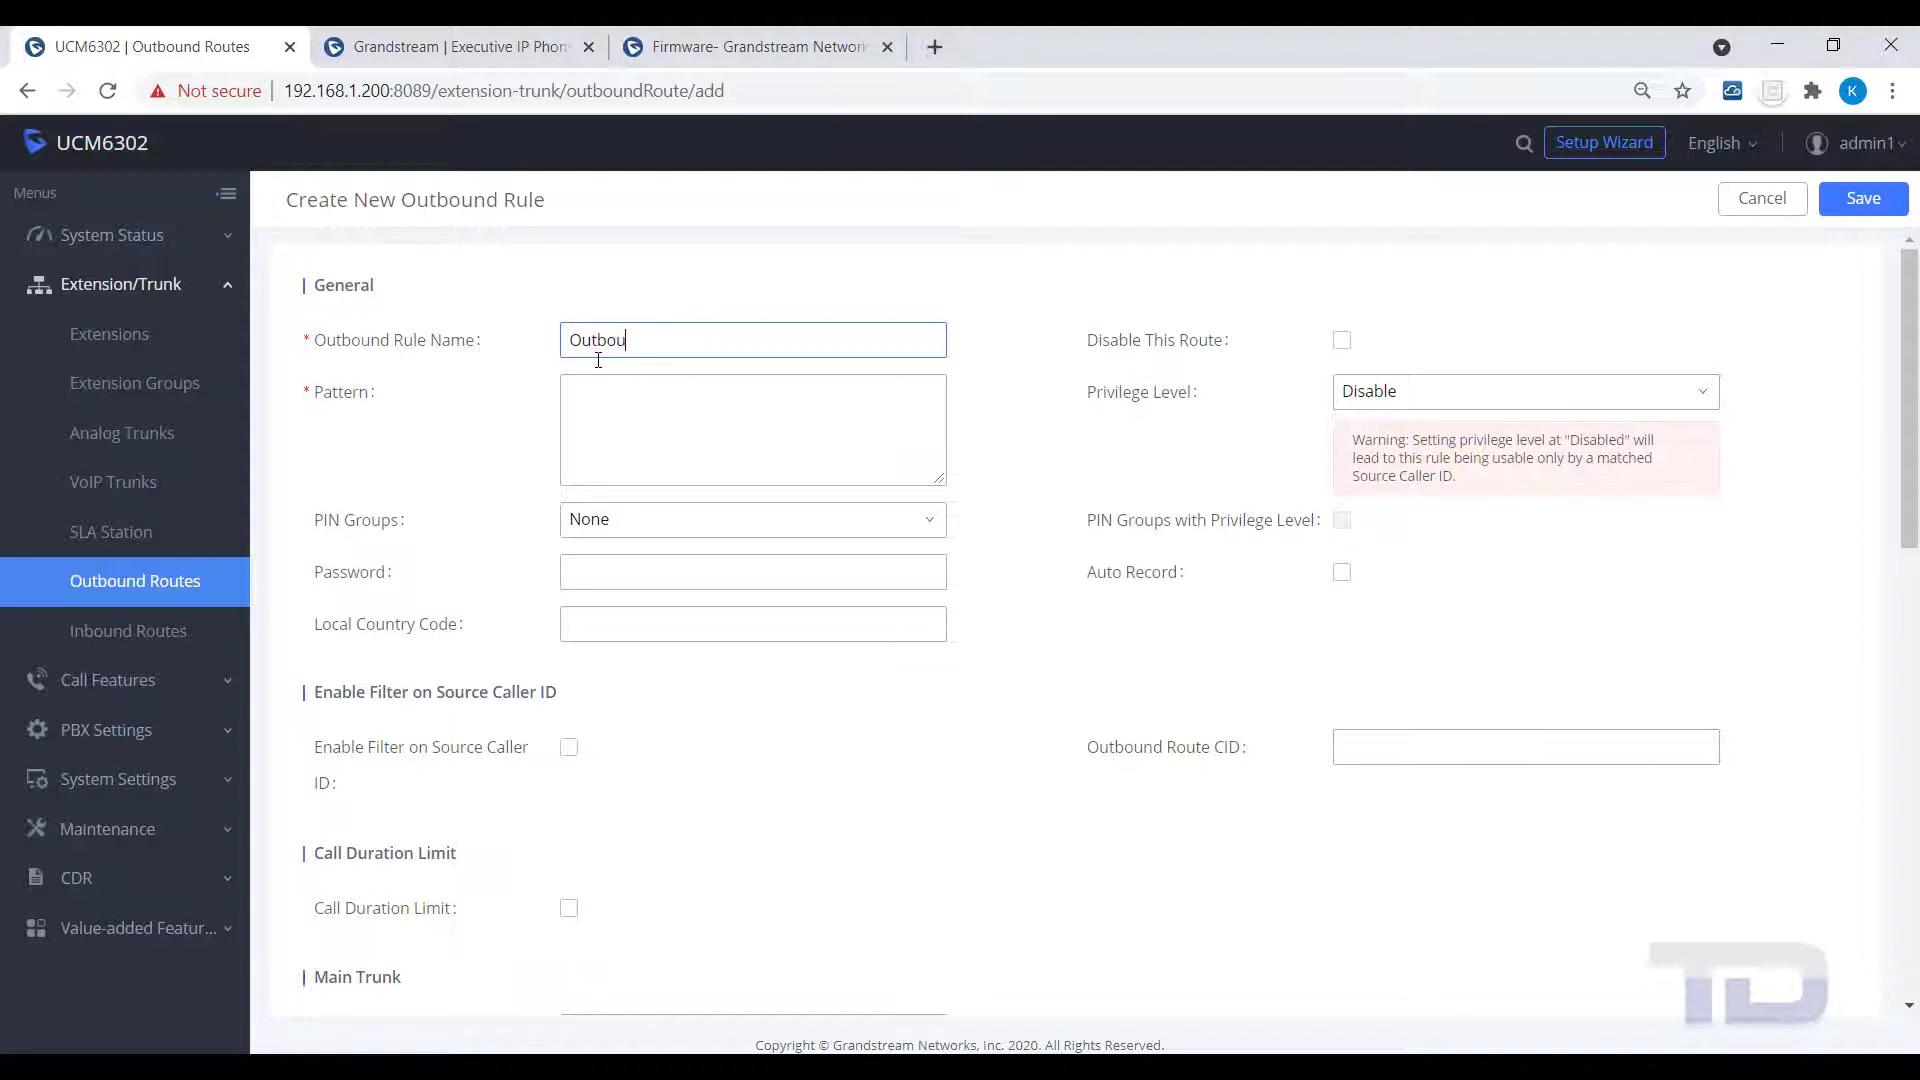 UCM6302 | Outbound Routes
Grandstream | Executive IP Phon
Firmware- Grandstream Network
Not secure
192.168.1.200:8089/extension-trunk/outboundRoute/add
K
UCM6302
Setup Wizard
English
admin1
Menus
Create New Outbound Rule
Cancel
Save
System Status
Extension/Trunk
Extensions
Extension Groups
Analog Trunks
VoIP Trunks
SLA Station
Outbound Routes
Inbound Routes
Call Features
PBX Settings
System Settings
Maintenance
CDR
Value-added Featur...
General
* Outbound Rule Name:
Outbou
Disable This Route:
* Pattern:
Privilege Level:
Disable
Warning: Setting privilege level at "Disabled" will
lead to this rule being usable only by a matched
Source Caller ID.
PIN Groups:
None
PIN Groups with Privilege Level:
Password:
Auto Record:
Local Country Code:
Enable Filter on Source Caller ID
Enable Filter on Source Caller
ID:
Outbound Route CID:
Call Duration Limit
Call Duration Limit:
Main Trunk
TD
Copyright © Grandstream Networks, Inc. 2020. All Rights Reserved.